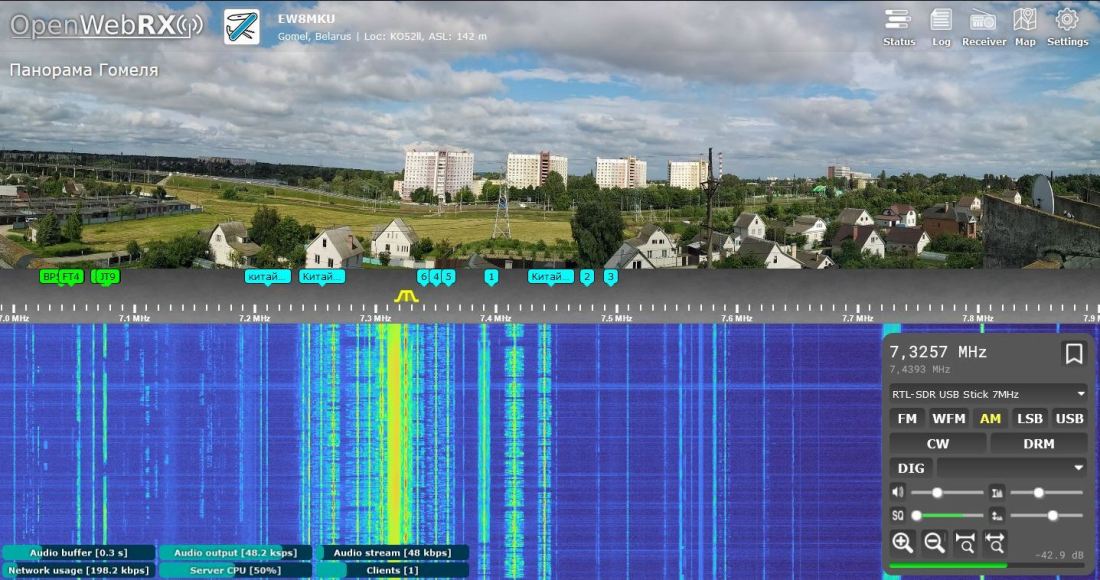 OpenWebRX
EW8MKU
Gomel, Belarus | Loc: KO52ll, ASL: 142 m
Status Log Receiver Map Settings
Панорама Гомеля
FT4 JT9 китай... Китай... 6 4 5 1 Китай... 2 3
7.0 MHz 7.1 MHz 7.2 MHz 7.3 MHz 7.4 MHz 7.5 MHz 7.6 MHz 7.7 MHz 7.8 MHz 7.9
7,3257 MHz
7,4393 MHz
RTL-SDR USB Stick 7MHz
FM WFM AM LSB USB
CW DRM
DIG
SQ
-42.9 dB
Audio buffer [0.3 s] Audio output [48.2 ksps] Audio stream [48 kbps]
Network usage [198.2 kbps] Server CPU [50%] Clients [1]